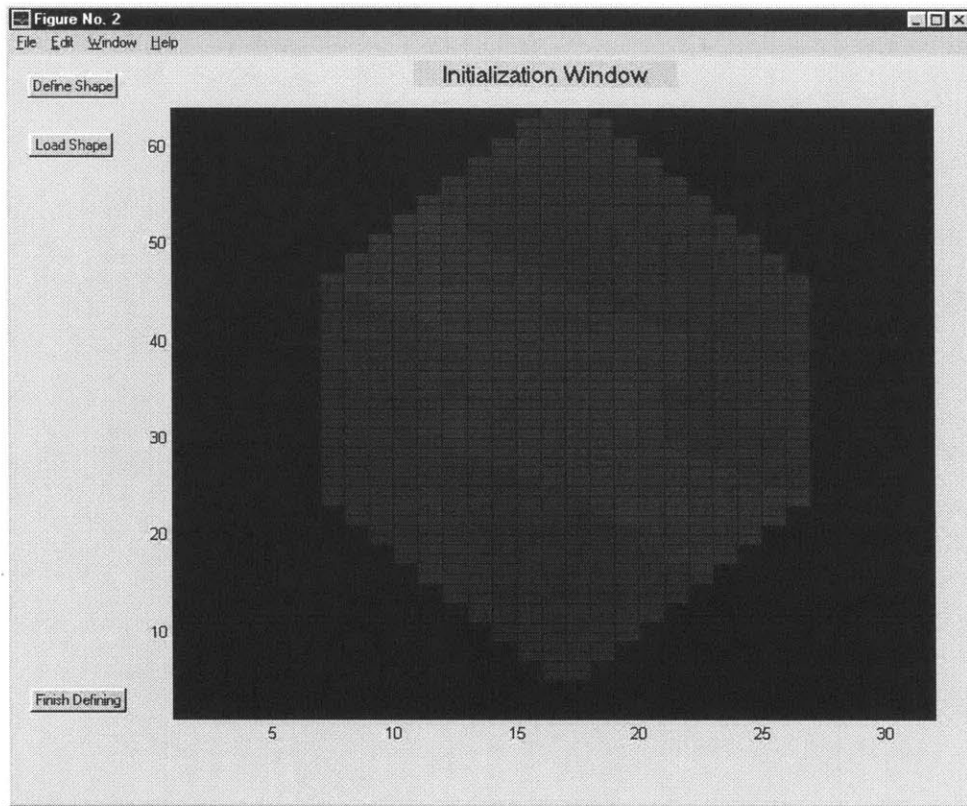 Figure No. 2
File Edit Window Help
Initialization Window
Define Shape
Load Shape
60
50
40
30
20
10
Finish Defining
5 10 15 20 25 30